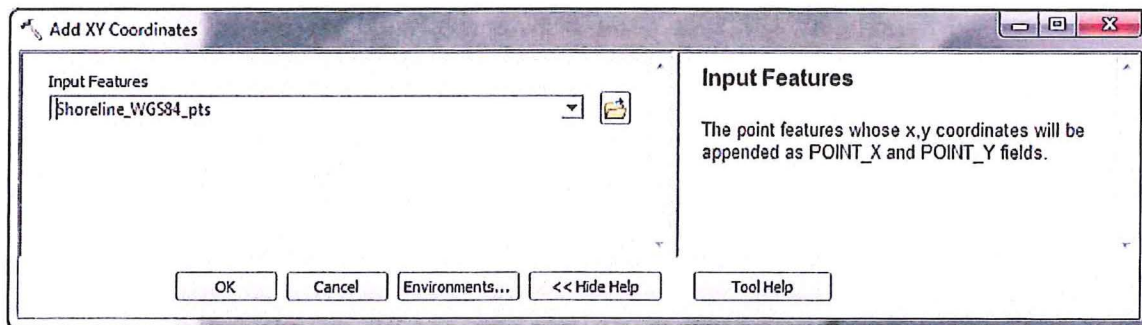 Add XY Coordinates
Input Features
Shoreline_WGS84_pts
OK
Cancel
Environments...
<< Hide Help
Input Features
The point features whose x,y coordinates will be
appended as POINT_X and POINT_Y fields.
Tool Help